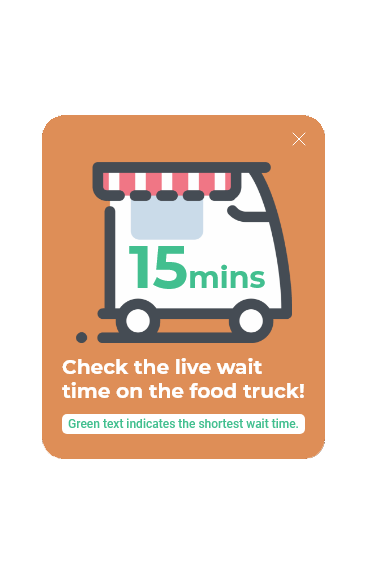 15mins
Check the live wait
time on the food truck!
Green text indicates the shortest wait time.